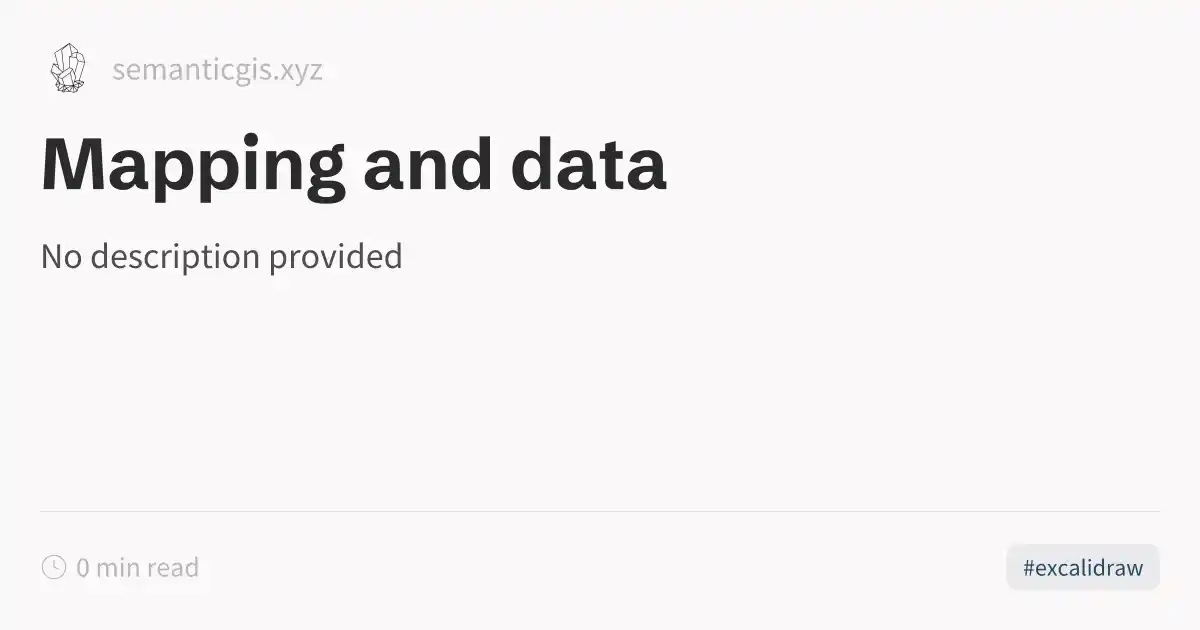 semanticgis.xyz
Mapping and data
No description provided
0 min read
#excalidraw